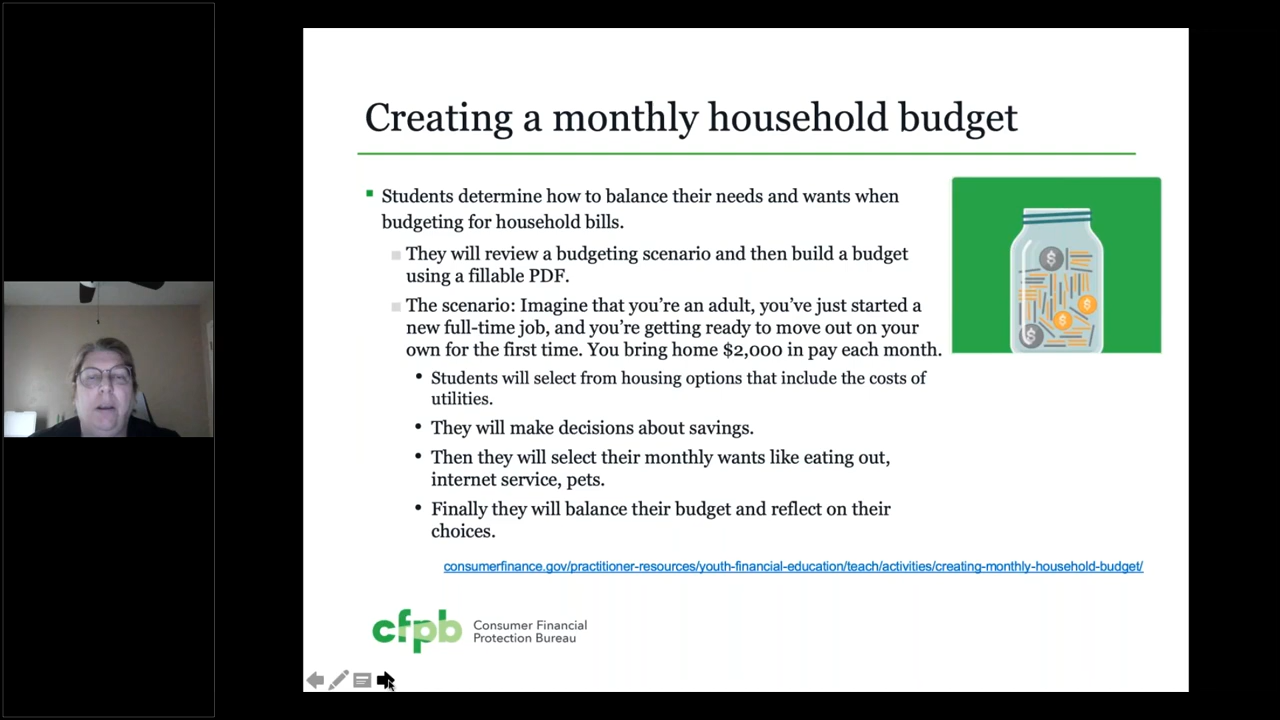 Creating a monthly household budget
Students determine how to balance their needs and wants when
budgeting for household bills.
They will review a budgeting scenario and then build a budget
using a fillable PDF.
The scenario: Imagine that you’re an adult, you’ve just started a
new full-time job, and you’re getting ready to move out on your
own for the first time. You bring home $2,000 in pay each month.
• Students will select from housing options that include the costs of
utilities.
• They will make decisions about savings.
• Then they will select their monthly wants like eating out,
internet service, pets.
• Finally they will balance their budget and reflect on their
choices.
consumerfinance.gov/practitioner-resources/youth-financial-education/teach/activities/creating-monthly-household-budget/
cfpb
Consumer Financial
Protection Bureau